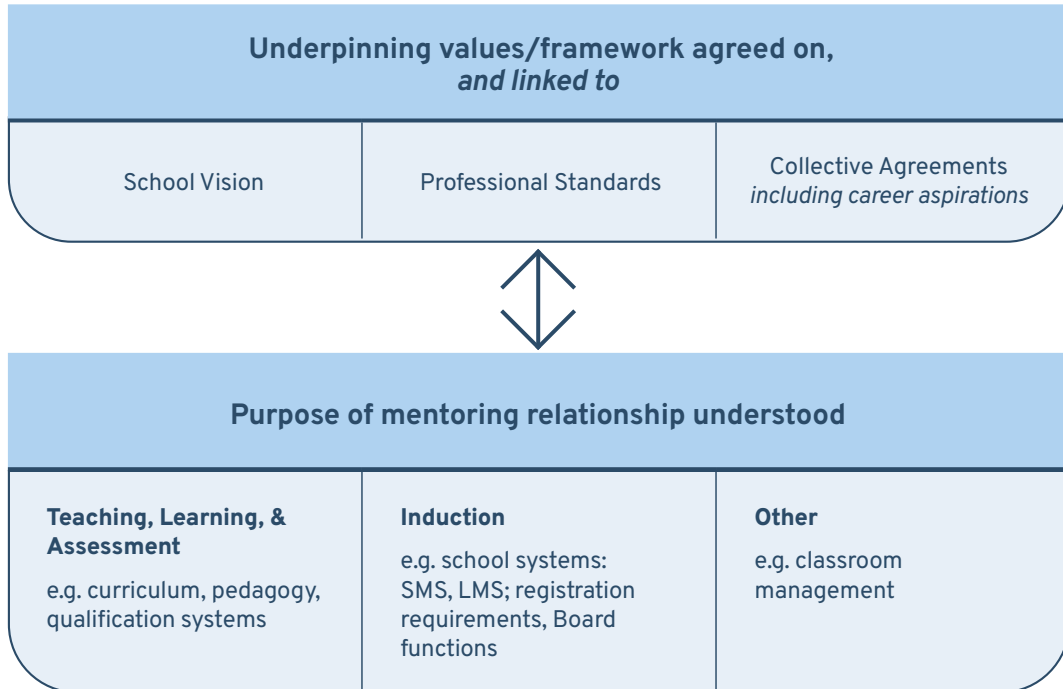 Underpinning values/framework agreed on,
and linked to
School Vision
Professional Standards
Collective Agreements
including career aspirations
Purpose of mentoring relationship understood
Teaching, Learning, &
Assessment
e.g. curriculum, pedagogy,
qualification systems
Induction
e.g. school systems:
SMS, LMS; registration
requirements, Board
functions
Other
e.g. classroom
management